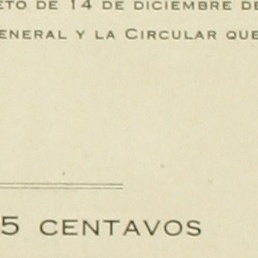 ETO DE 14 DE DICIEMBRE DE
ENERAL Y LA CIRCULAR QUE
5 CENTAVOS